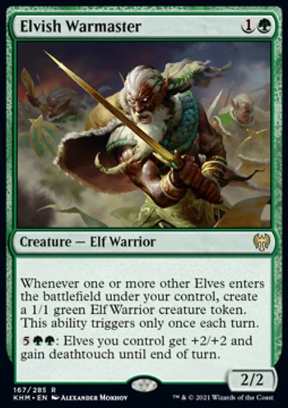 Elvish Warmaster 1
Creature — Elf Warrior
Whenever one or more other Elves enters the
battlefield under your control, create
a 1/1 green Elf Warrior creature token.
This ability triggers only once each turn.
5: Elves you control get +2/+2 and
gain deathtouch until end of turn.
2/2
167/285 R
KHM • EN ALEXANDER MOKHOV
™ & © 2021 Wizards of the Coast